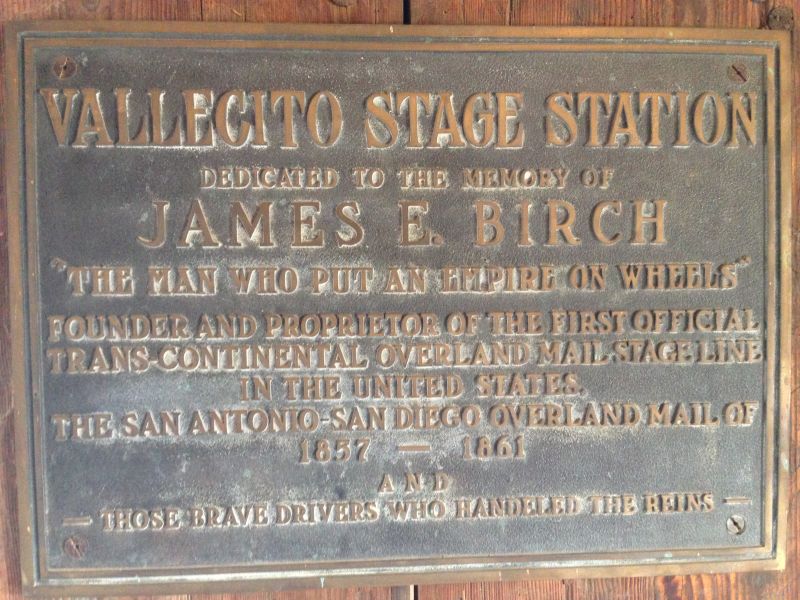 VALLECITO STAGE STATION
DEDICATED TO THE MEMORY OF
JAMES E. BIRCH
"THE MAN WHO PUT AN EMPIRE ON WHEELS"
FOUNDER AND PROPRIETOR OF THE FIRST OFFICIAL
TRANS-CONTINENTAL OVERLAND MAIL-STAGE LINE
IN THE UNITED STATES.
THE SAN ANTONIO-SAN DIEGO OVERLAND MAIL OF
1857 — 1861
AND
— THOSE BRAVE DRIVERS WHO HANDELED THE REINS —